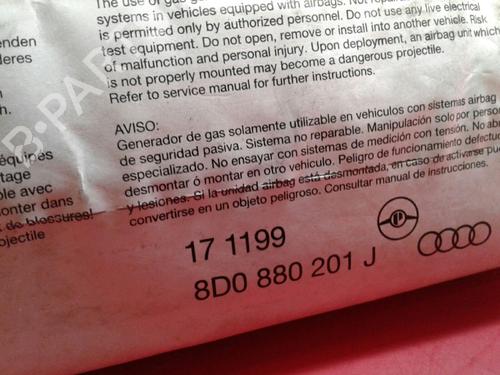 The use of gas
systems in vehicles equipped with airbags. Not
is permitted only by authorized personnel. Do not use any live electrical
test equipment. Do not open, remove or install into another vehicle. Risk
of malfunction and personal injury. Upon deployment, an airbag unit which
is not properly mounted may become a dangerous projectile.
Refer to service manual for further instructions.
enden
deres
h.
AVISO:
Generador de gas solamente utilizable en vehiculos con sistemas airbag
de seguridad pasiva. Sistema no reparable. Manipulación solo por person
especializado. No ensayar con sistemas de medición con tensión. No abr
desmontar ó montar en otro vehiculo. Peligro de funcionamiento defectu
y lesiones. Si la unidad airbag está desmontada, en caso de activarse pu
convertirse en un objeto peligroso. Consultar manual de instrucciones.
équipés
tage
ble avec
onter dans
de blessures!
ojectile
17 1199
8D0 880 201 J
B-PAR